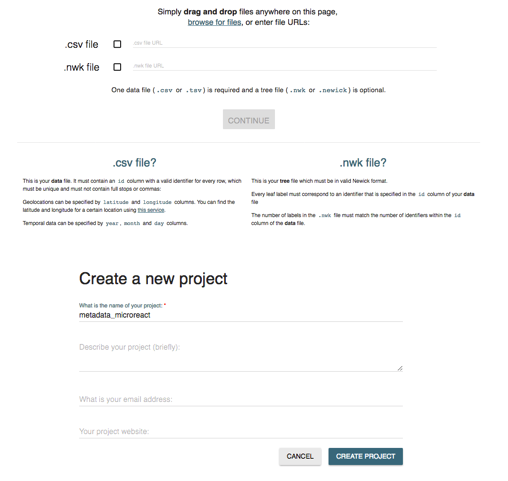 Simply drag and drop files anywhere on this page,
browse for files, or enter file URLs:
.csv file
.csv file URL
.nwk file
.nwk file URL
One data file (.csv or .tsv) is required and a tree file (.nwk or .newick) is optional.
CONTINUE
.csv file?
This is your data file. It must contain an id column with a valid identifier for every row, which
must be unique and must not contain full stops or commas:
Geolocations can be specified by latitude and longitude columns. You can find the
latitude and longitude for a certain location using this service.
Temporal data can be specified by year, month and day columns.
.nwk file?
This is your tree file which must be in valid Newick format.
Every leaf label must correspond to an identifier that is specified in the id column of your data
file
The number of labels in the .nwk file must match the number of identifiers within the id
column of the data file.
Create a new project
What is the name of your project: *
metadata_microreact
Describe your project (briefly):
What is your email address:
Your project website:
CANCEL
CREATE PROJECT